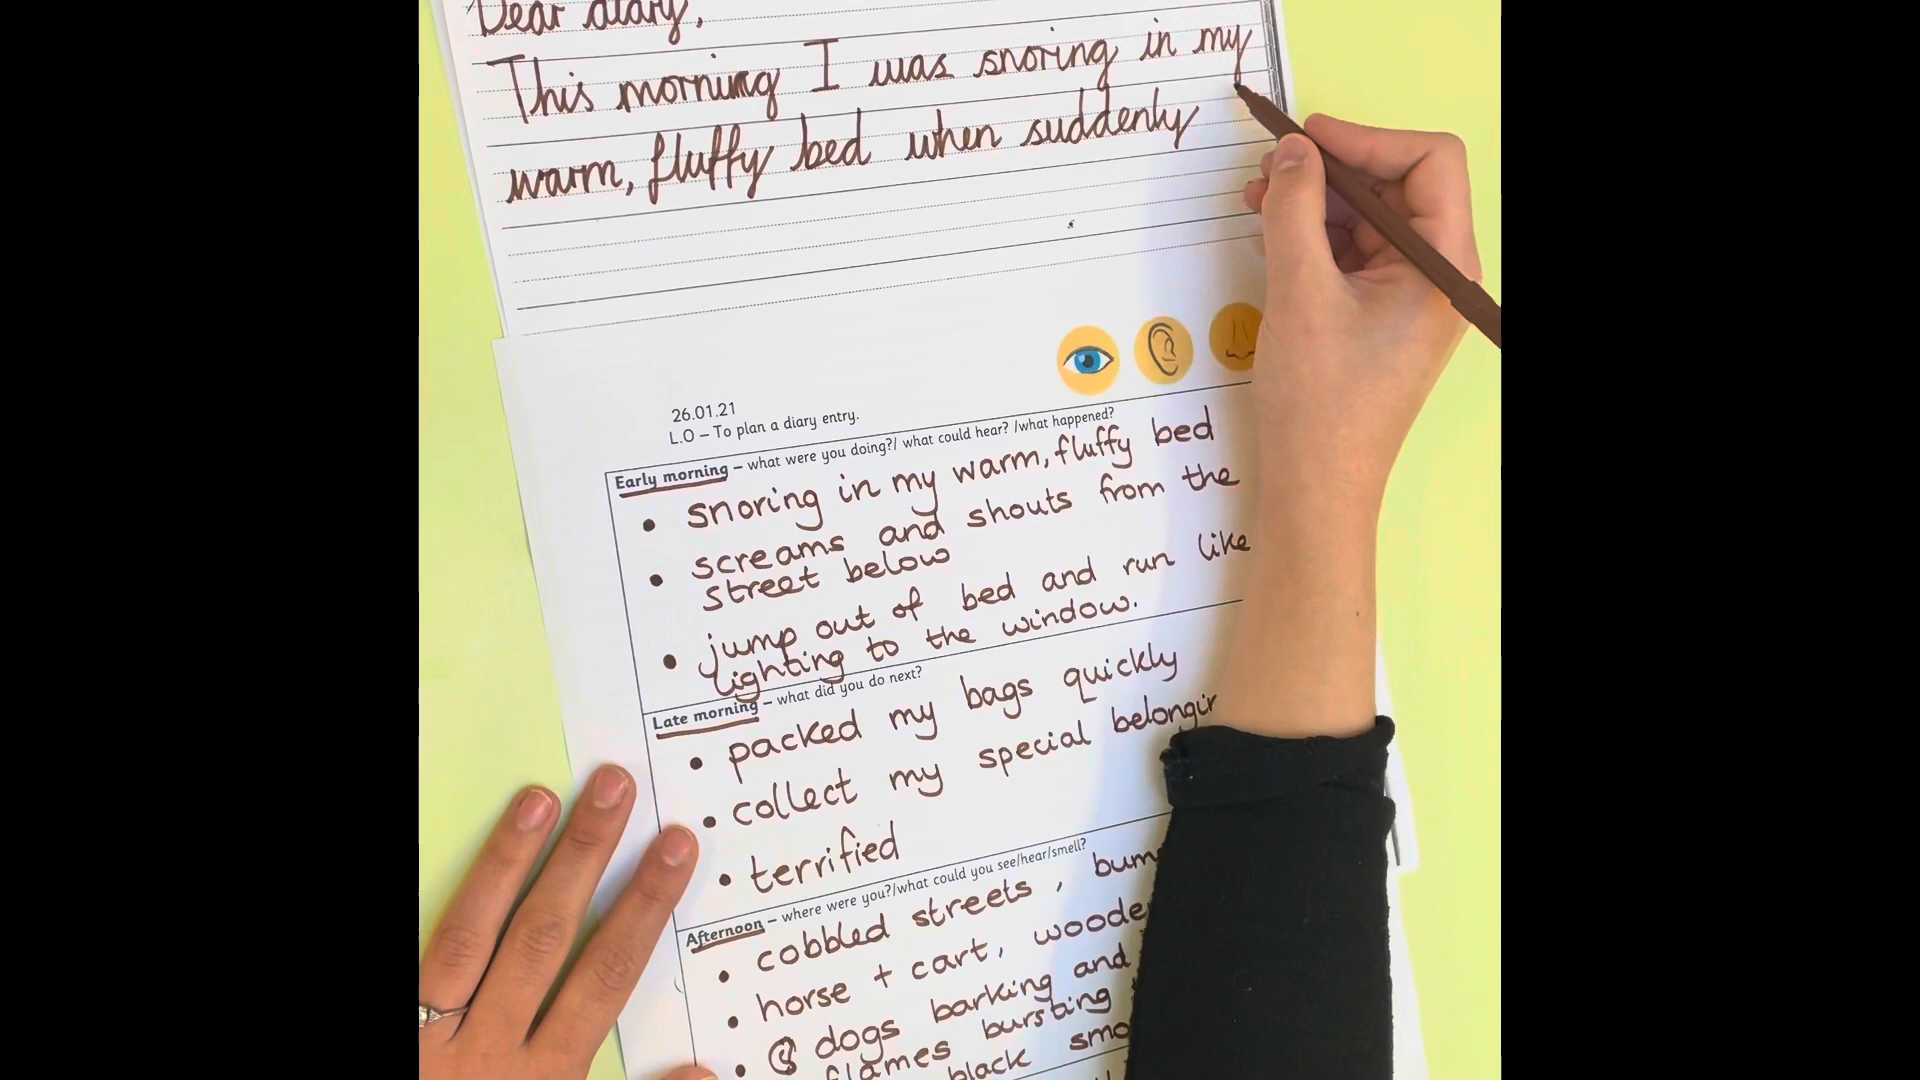 Dear diary,
This morning I was snoring in my
warm, fluffy bed when suddenly
26.01.21
L.O – To plan a diary entry.
Early morning – what were you doing?/ what could hear? /what happened?
• snoring in my warm, fluffy bed
• screams and shouts from the
street below
• jump out of bed and run like
lighting to the window.
Late morning – what did you do next?
• packed my bags quickly
• collect my special
• terrified
Afternoon – where were you?/what could you see/hear/smell?
• cobbled streets ,
• horse + cart,
• dogs barking and
flames bursting
black